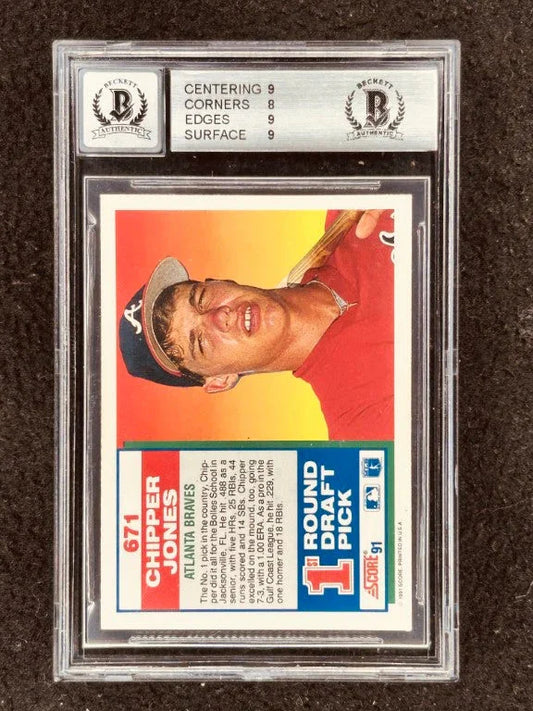 BECKETT
B
AUTHENTIC
CENTERING 9
CORNERS 8
EDGES 9
SURFACE 9
BECKETT
B
AUTHENTIC
A
671
CHIPPER
JONES
ATLANTA BRAVES
The No. 1 pick in the country, Chip-
per did it all for the Bolles School in
Jacksonville, FL. He hit .488 as a
senior, with five HRs, 25 RBIs, 44
runs scored and 14 SBs. Chipper
excelled on the mound, too, going
7-3, with a 1.00 ERA. As a pro in the
Gulf Coast League, he hit .229, with
one homer and 18 RBIs.
1ST
ROUND
DRAFT
PICK
SCORE® 91
© 1991 SCORE, PRINTED IN U.S.A.